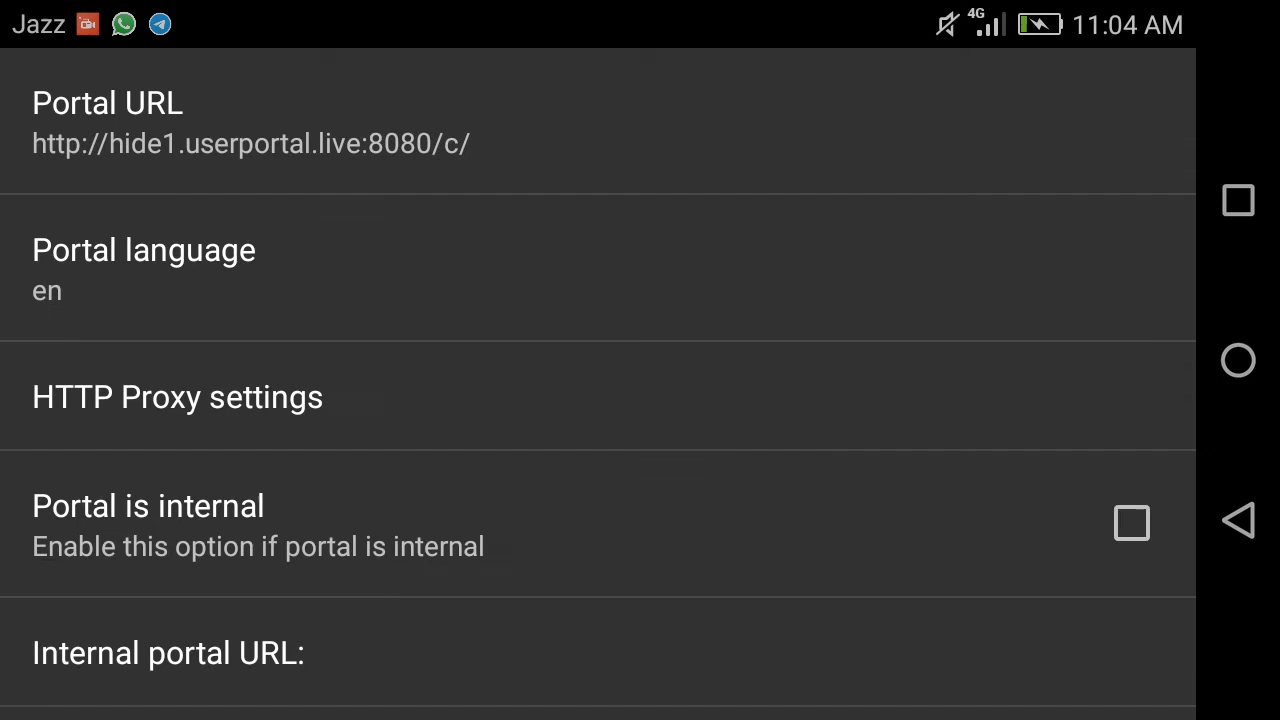 Jazz
4G
11:04 AM
Portal URL
http://hide1.userportal.live:8080/c/
Portal language
en
HTTP Proxy settings
Portal is internal
Enable this option if portal is internal
Internal portal URL: